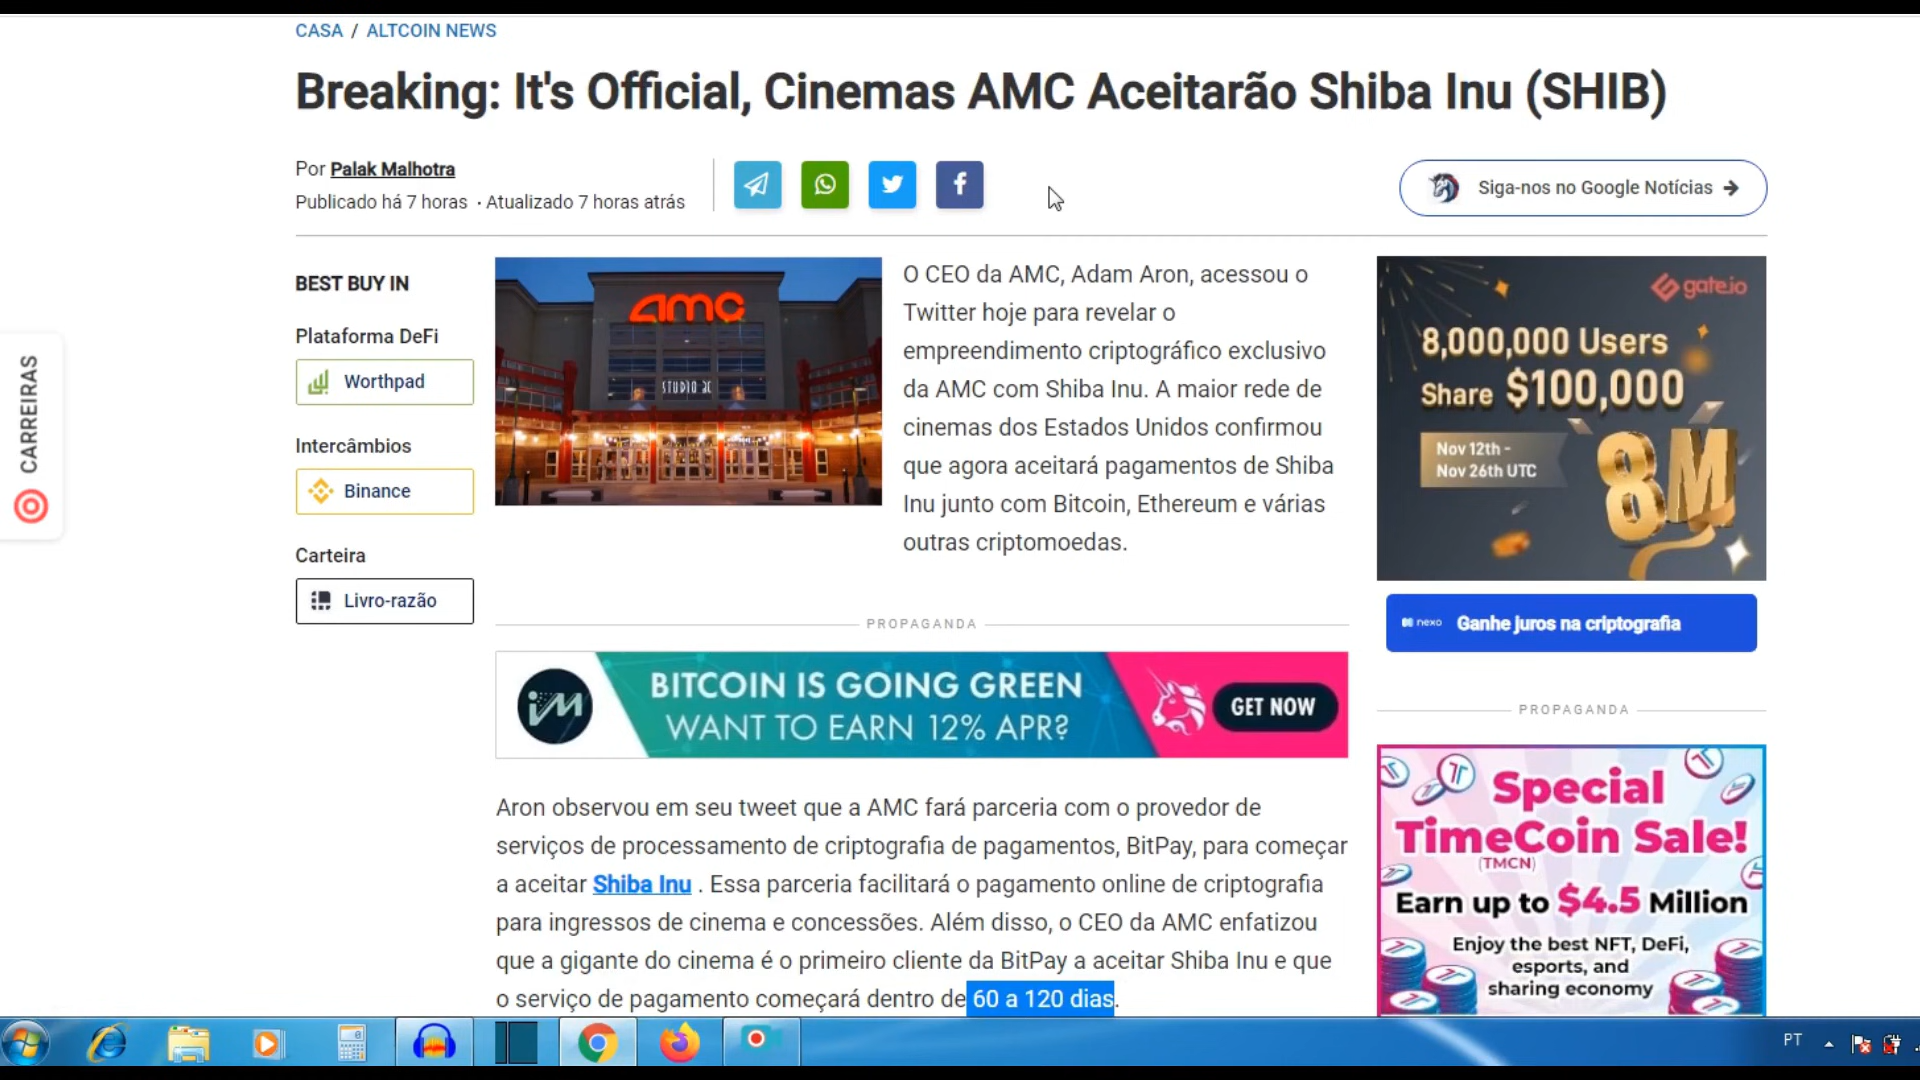 CASA / ALTCOIN NEWS
Breaking: It's Official, Cinemas AMC Aceitarão Shiba Inu (SHIB)
Por Palak Malhotra
Publicado há 7 horas · Atualizado 7 horas atrás
Siga-nos no Google Notícias
CARREIRAS
BEST BUY IN
Plataforma DeFi
Worthpad
Intercâmbios
Binance
Carteira
Livro-razão
amc
STUDIO 28
O CEO da AMC, Adam Aron, acessou o
Twitter hoje para revelar o
empreendimento criptográfico exclusivo
da AMC com Shiba Inu. A maior rede de
cinemas dos Estados Unidos confirmou
que agora aceitará pagamentos de Shiba
Inu junto com Bitcoin, Ethereum e várias
outras criptomoedas.
PROPAGANDA
BITCOIN IS GOING GREEN
WANT TO EARN 12% APR?
GET NOW
Aron observou em seu tweet que a AMC fará parceria com o provedor de
serviços de processamento de criptografia de pagamentos, BitPay, para começar
a aceitar Shiba Inu . Essa parceria facilitará o pagamento online de criptografia
para ingressos de cinema e concessões. Além disso, o CEO da AMC enfatizou
que a gigante do cinema é o primeiro cliente da BitPay a aceitar Shiba Inu e que
o serviço de pagamento começará dentro de 60 a 120 dias.
gate.io
8,000,000 Users
Share $100,000
Nov 12th -
Nov 26th UTC
8M
nexo
Ganhe juros na criptografia
PROPAGANDA
Special
TimeCoin Sale!
(TMCN)
Earn up to $4.5 Million
Enjoy the best NFT, DeFi,
esports, and
sharing economy
PT